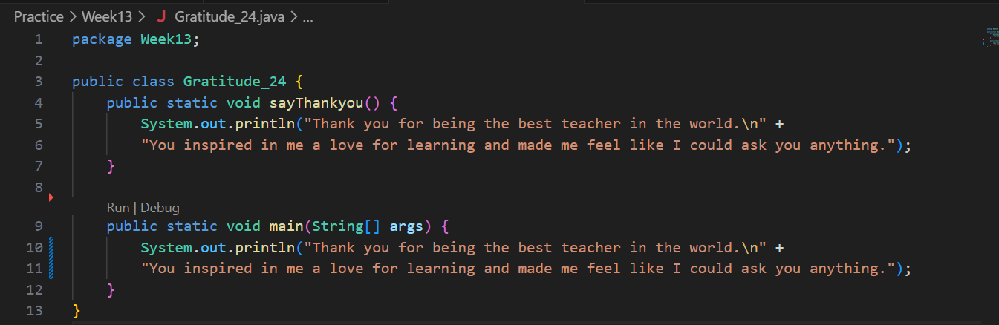 Practice > Week13 > J Gratitude_24.java > ...
1 package Week13;
2
3 public class Gratitude_24 {
4     public static void sayThankyou() {
5         System.out.println("Thank you for being the best teacher in the world.\n" +
6         "You inspired in me a love for learning and made me feel like I could ask you anything.");
7     }
8
Run | Debug
9     public static void main(String[] args) {
10         System.out.println("Thank you for being the best teacher in the world.\n" +
11         "You inspired in me a love for learning and made me feel like I could ask you anything.");
12     }
13 }